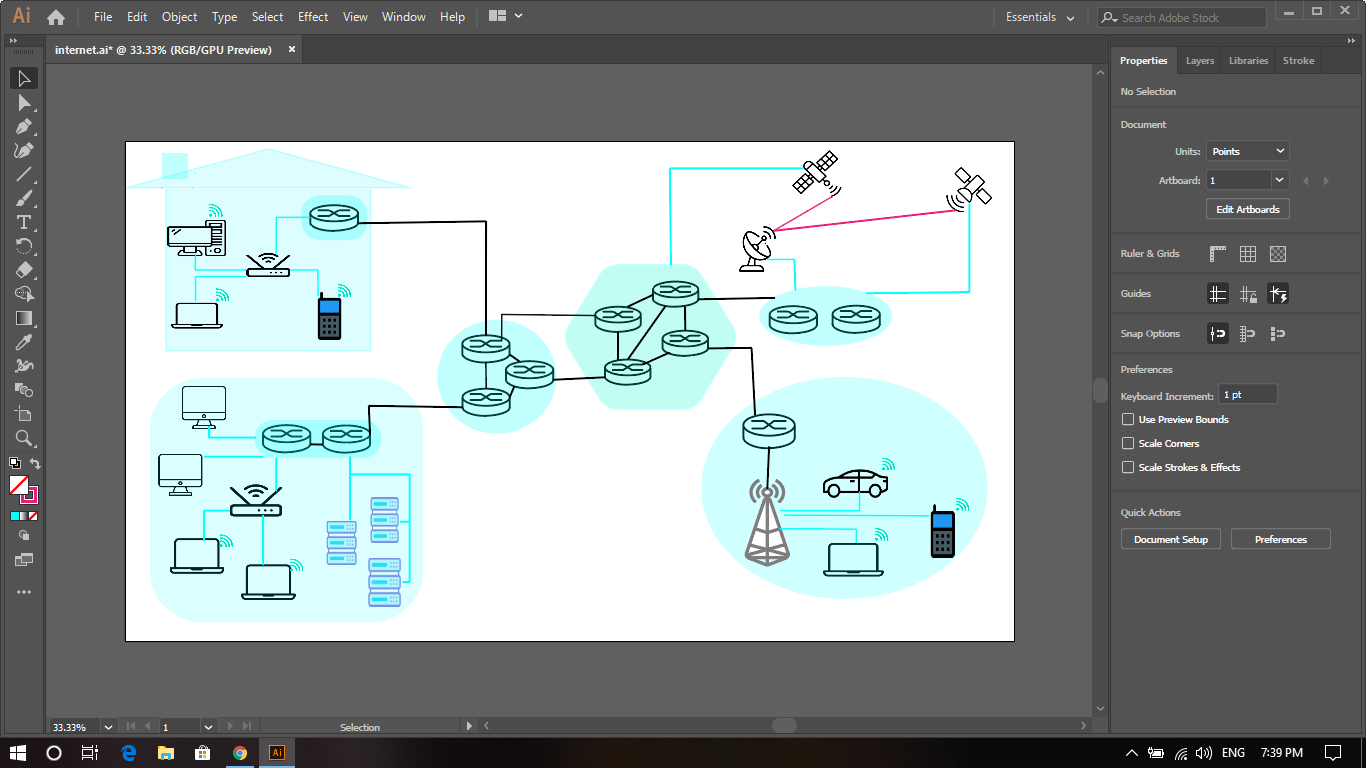 Ai File Edit Object Type Select Effect View Window Help Essentials Search Adobe Stock
internet.ai* @ 33.33% (RGB/GPU Preview) ×
Properties Layers Libraries Stroke
No Selection
Document
Units: Points
Artboard: 1
Edit Artboards
Ruler & Grids
Guides
Snap Options
Preferences
Keyboard Increment: 1 pt
Use Preview Bounds
Scale Corners
Scale Strokes & Effects
Quick Actions
Document Setup Preferences
33.33% 1 Selection
Ai ENG 7:39 PM